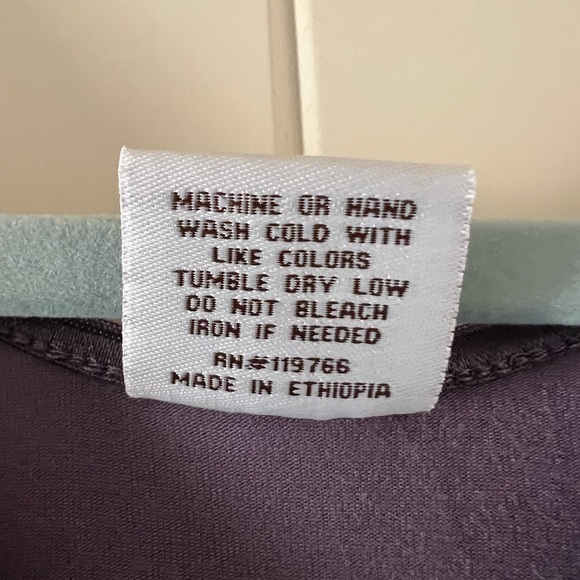 MACHINE OR HAND
WASH COLD WITH
LIKE COLORS
TUMBLE DRY LOW
DO NOT BLEACH
IRON IF NEEDED
RN#119766
MADE IN ETHIOPIA